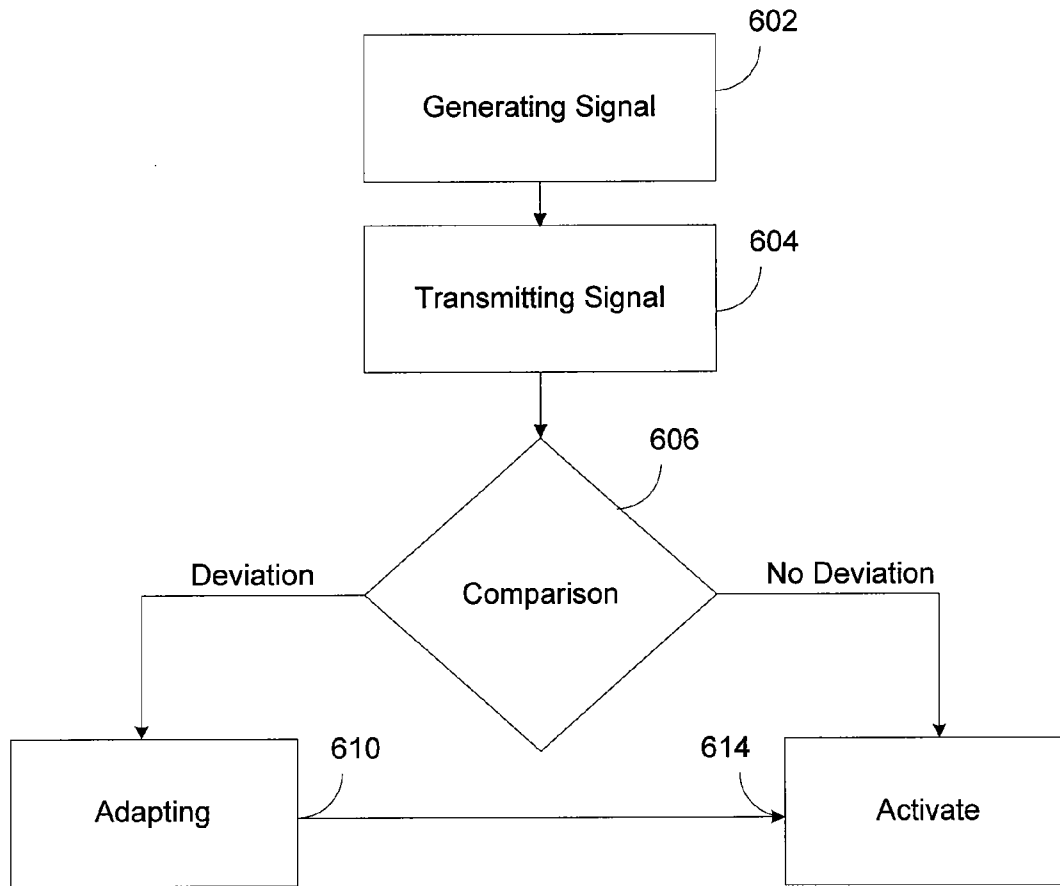 602
Generating Signal
604
Transmitting Signal
606
Deviation
No Deviation
Comparison
610
614
Adapting
Activate